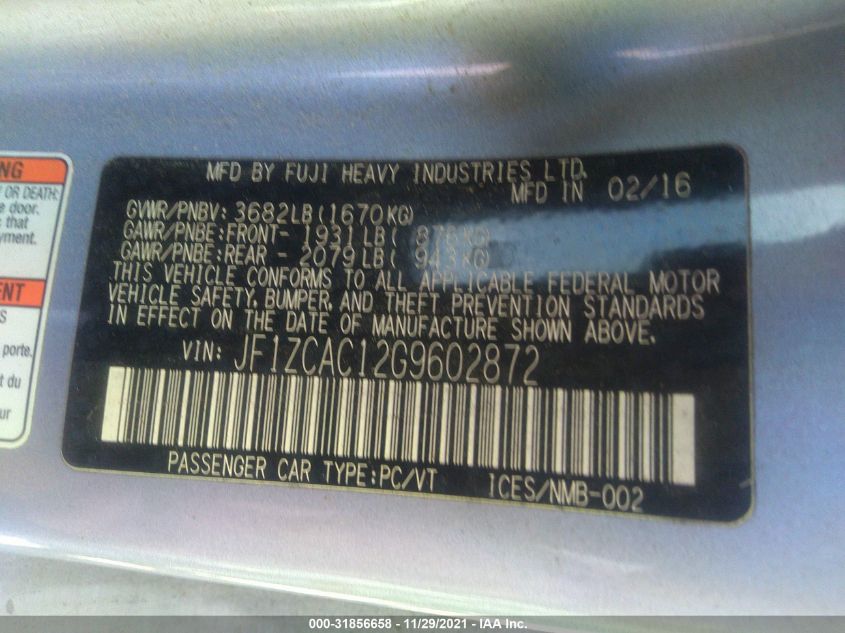 MFD BY FUJI HEAVY INDUSTRIES LTD.
MFD IN 02/16
GVWR/PNBV: 3682LB(1670KG)
GAWR/PNBE:FRONT- 1931LB( 876KG)
GAWR/PNBE:REAR - 2079LB( 943KG)
THIS VEHICLE CONFORMS TO ALL APPLICABLE FEDERAL MOTOR
VEHICLE SAFETY, BUMPER, AND THEFT PREVENTION STANDARDS
IN EFFECT ON THE DATE OF MANUFACTURE SHOWN ABOVE.
VIN: JF1ZCAC12G9602872
PASSENGER CAR TYPE:PC/VT
ICES/NMB-002
NG
OR DEATH:
e door.
s that
yment.
ENT
S
porte.
t du
ur
000-31856658 - 11/29/2021 - IAA Inc.